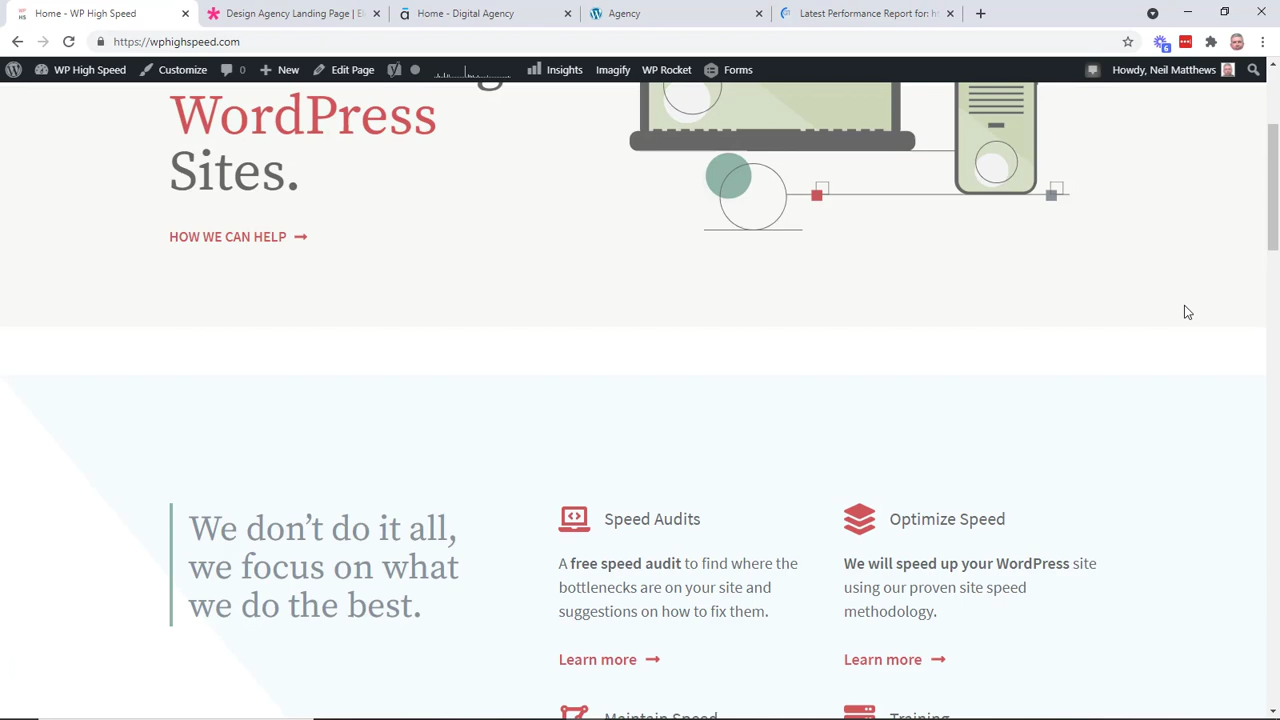 Home - WP High Speed
Design Agency Landing Page | El
Home - Digital Agency
Agency
Latest Performance Report for: h
https://wphighspeed.com
WP High Speed
Customize
0
New
Edit Page
Insights
Imagify
WP Rocket
Forms
Howdy, Neil Matthews
WordPress
Sites.
HOW WE CAN HELP
We don't do it all,
we focus on what
we do the best.
Speed Audits
A free speed audit to find where the
bottlenecks are on your site and
suggestions on how to fix them.
Learn more
Optimize Speed
We will speed up your WordPress site
using our proven site speed
methodology.
Learn more
Maintain Speed
Training